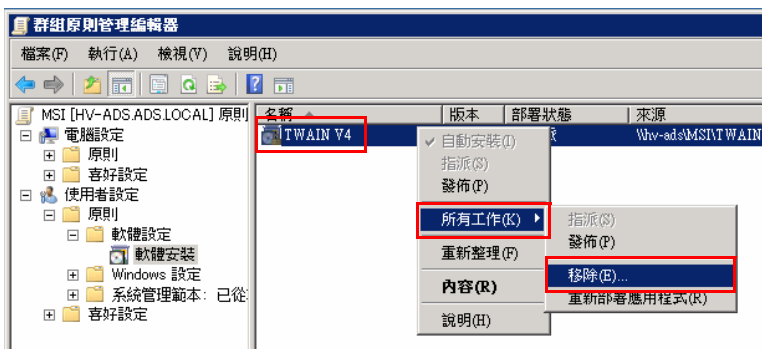 群組原則管理編輯器
檔案(F) 執行(A) 檢視(V) 說明(H)
MSI [HV-ADS.ADS.LOCAL] 原則
電腦設定
原則
喜好設定
使用者設定
原則
軟體設定
軟體安裝
Windows 設定
系統管理範本: 已從
喜好設定
名稱 版本 部署狀態 來源
TWAIN V4 \\hv-ads\MSI\TWAIN
自動安裝(I)
指派(S)
發佈(P)
所有工作(K)
重新整理(F)
內容(R)
說明(H)
指派(S)
發佈(P)
移除(E)...
重新部署應用程式(R)